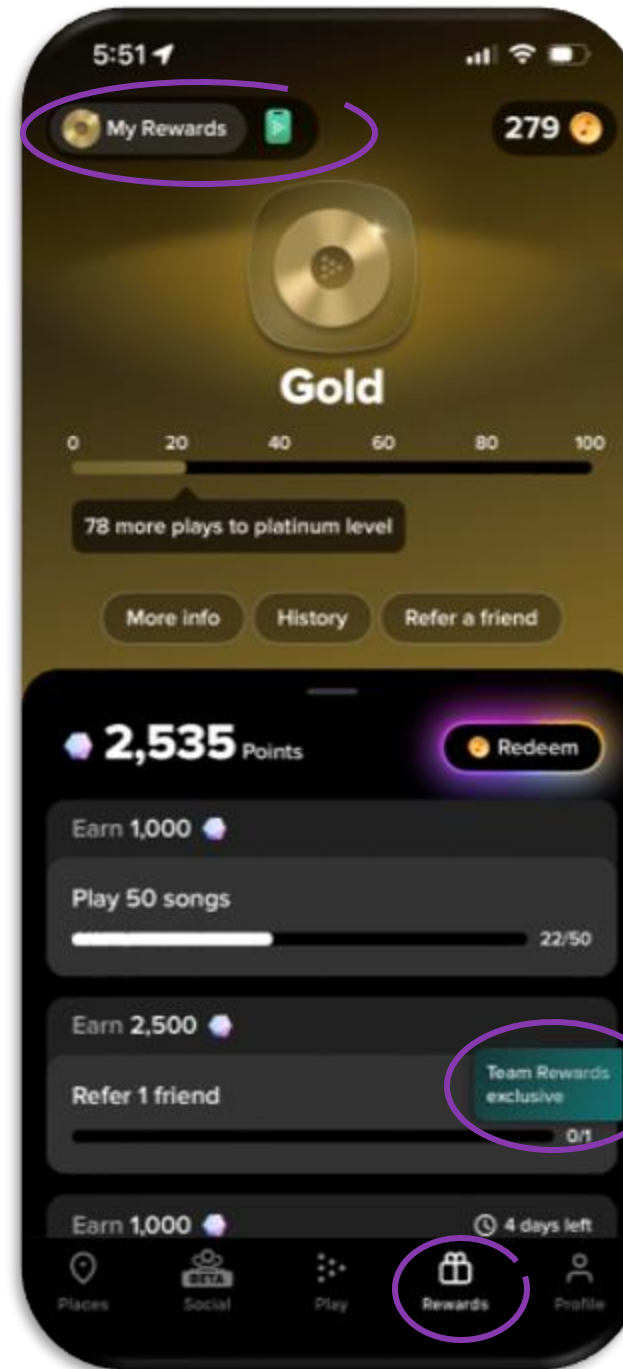 5:51
My Rewards
279
Gold
0 20 40 60 80 100
78 more plays to platinum level
More info History Refer a friend
2,535 Points Redeem
Earn 1,000
Play 50 songs
22/50
Earn 2,500
Team Rewards
exclusive
Refer 1 friend
0/1
Earn 1,000 4 days left
BETA
Places Social Play Rewards Profile